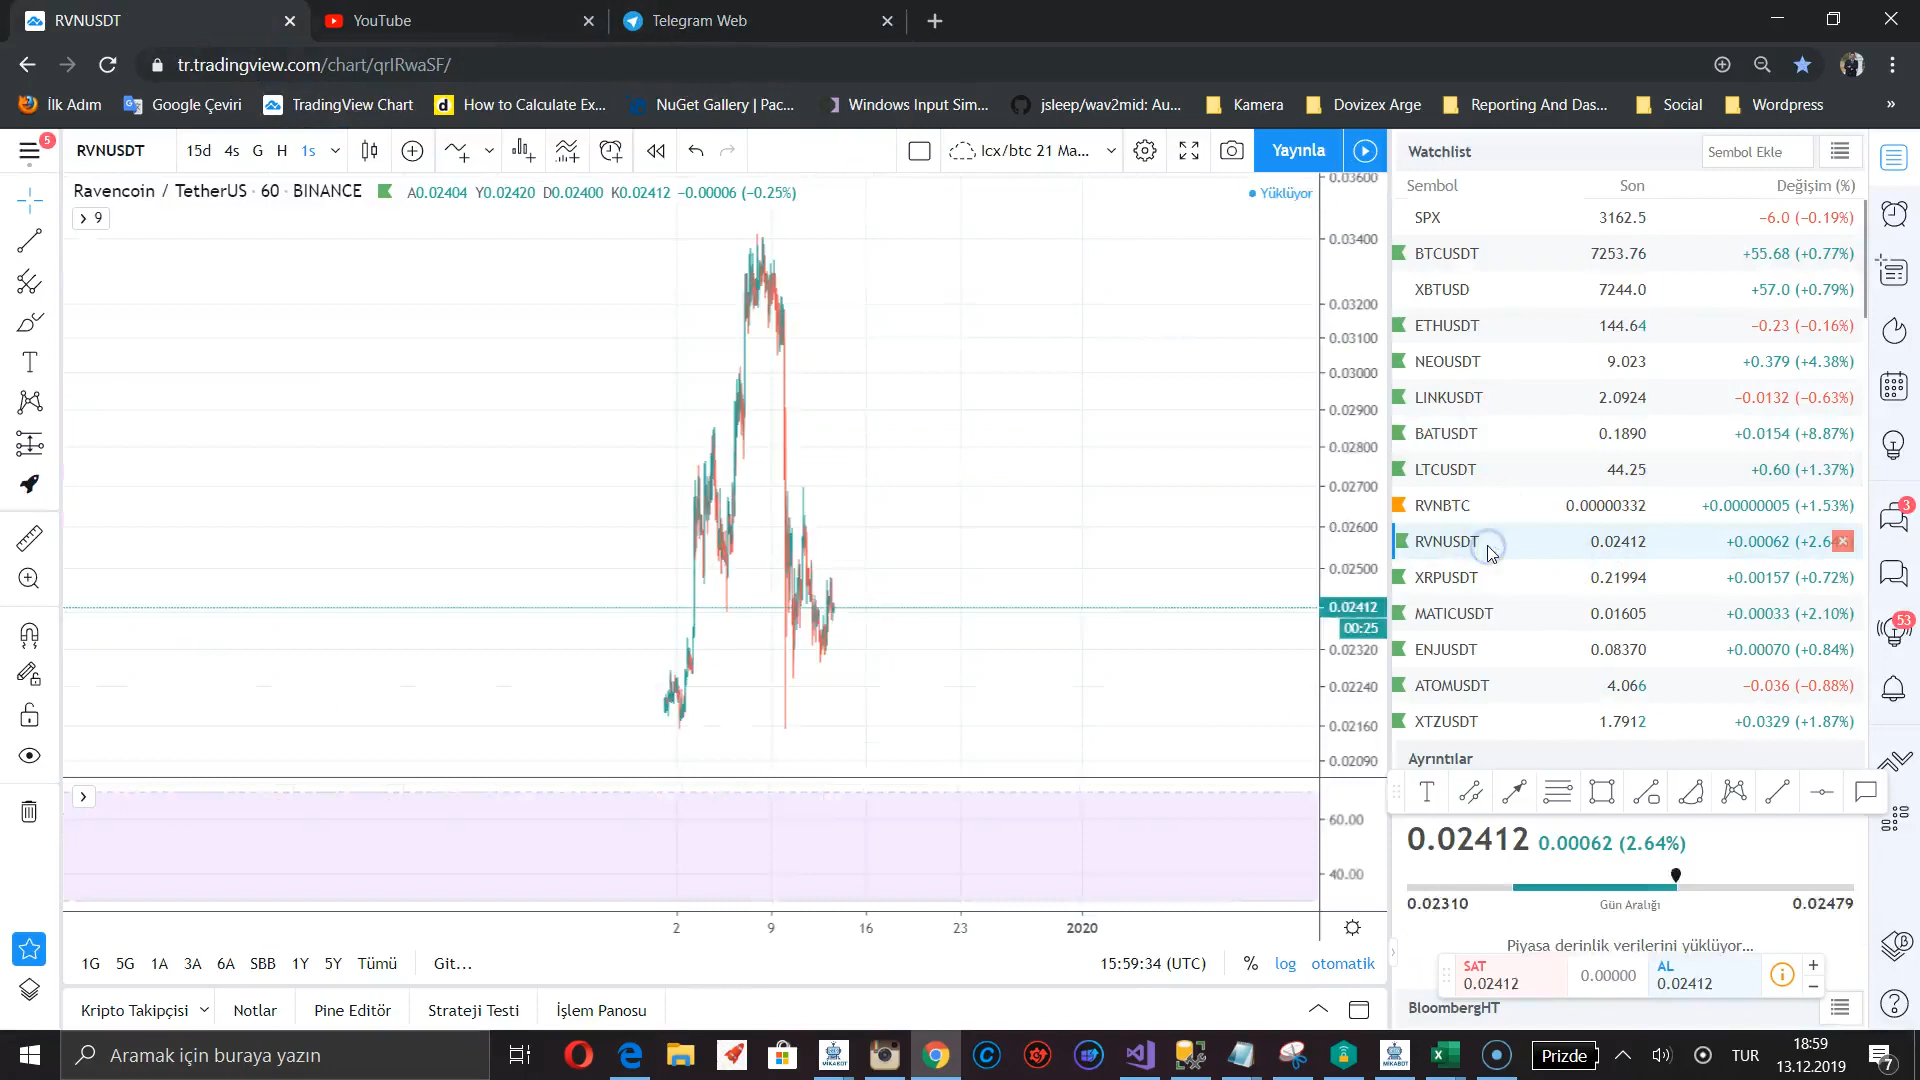 RVNUSDT
YouTube
Telegram Web
tr.tradingview.com/chart/qrIRwaSF/
İlk Adım
Google Çeviri
TradingView Chart
How to Calculate Ex...
NuGet Gallery | Pac...
Windows Input Sim...
jsleep/wav2mid: Au...
Kamera
Dovizex Arge
Reporting And Das...
Social
Wordpress
»
5
RVNUSDT
15d 4s G H 1s
Icx/btc 21 Ma...
Yayınla
Ravencoin / TetherUS · 60 · BINANCE
A0.02404 Y0.02420 D0.02400 K0.02412 −0.00006 (−0.25%)
Yüklüyor
9
0.03600
0.03400
0.03200
0.03100
0.03000
0.02900
0.02800
0.02700
0.02600
0.02500
0.02412
00:25
0.02320
0.02240
0.02160
0.02090
60.00
40.00
2 9 16 23 2020
1G 5G 1A 3A 6A SBB 1Y 5Y Tümü Git...
15:59:34 (UTC) % log otomatik
Kripto Takipçisi Notlar Pine Editör Strateji Testi İşlem Panosu
Watchlist
Sembol Ekle
Sembol Son Değişim (%)
SPX 3162.5 −6.0 (−0.19%)
BTCUSDT 7253.76 +55.68 (+0.77%)
XBTUSD 7244.0 +57.0 (+0.79%)
ETHUSDT 144.64 −0.23 (−0.16%)
NEOUSDT 9.023 +0.379 (+4.38%)
LINKUSDT 2.0924 −0.0132 (−0.63%)
BATUSDT 0.1890 +0.0154 (+8.87%)
LTCUSDT 44.25 +0.60 (+1.37%)
RVNBTC 0.00000332 +0.00000005 (+1.53%)
RVNUSDT 0.02412 +0.00062
XRPUSDT 0.21994 +0.00157 (+0.72%)
MATICUSDT 0.01605 +0.00033 (+2.10%)
ENJUSDT 0.08370 +0.00070 (+0.84%)
ATOMUSDT 4.066 −0.036 (−0.88%)
XTZUSDT 1.7912 +0.0329 (+1.87%)
Ayrıntılar
0.02412 0.00062 (2.64%)
0.02310 Gün Aralığı 0.02479
Piyasa derinlik verilerini yüklüyor...
SAT
0.02412
0.00000
AL
0.02412
BloombergHT
3
53
Aramak için buraya yazın
Prizde
TUR
18:59
13.12.2019
7